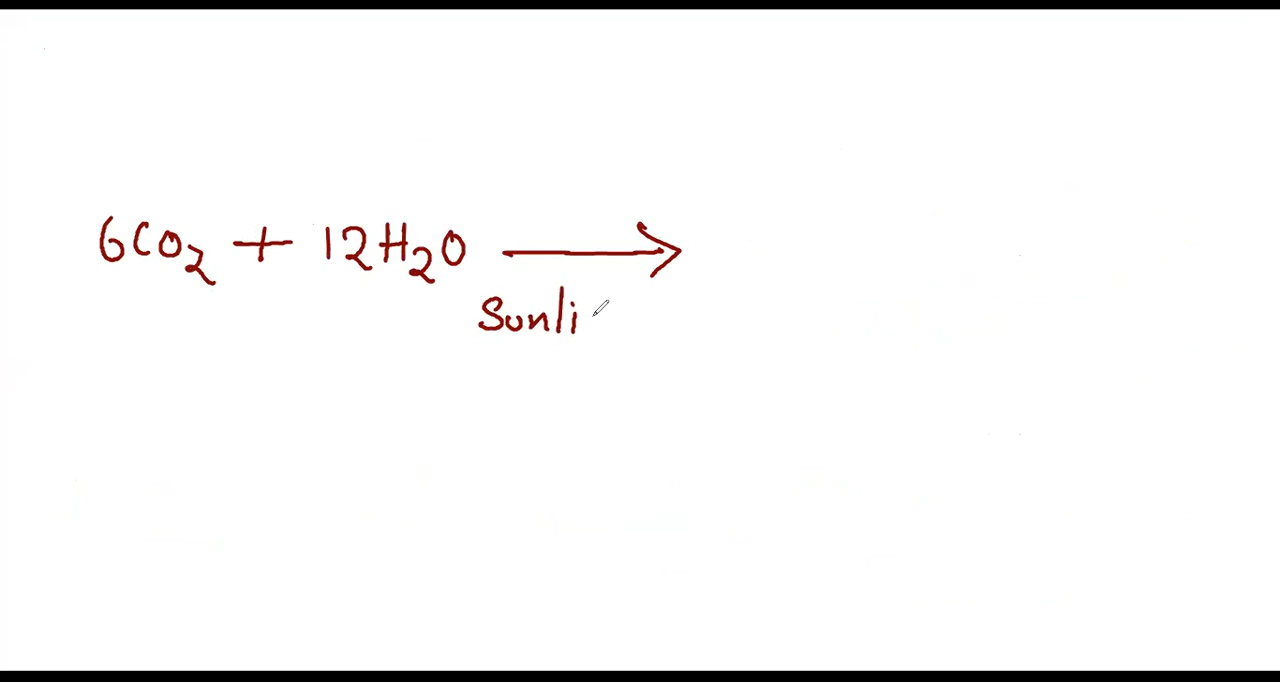 6CO₂ + 12H₂O →
Sunli